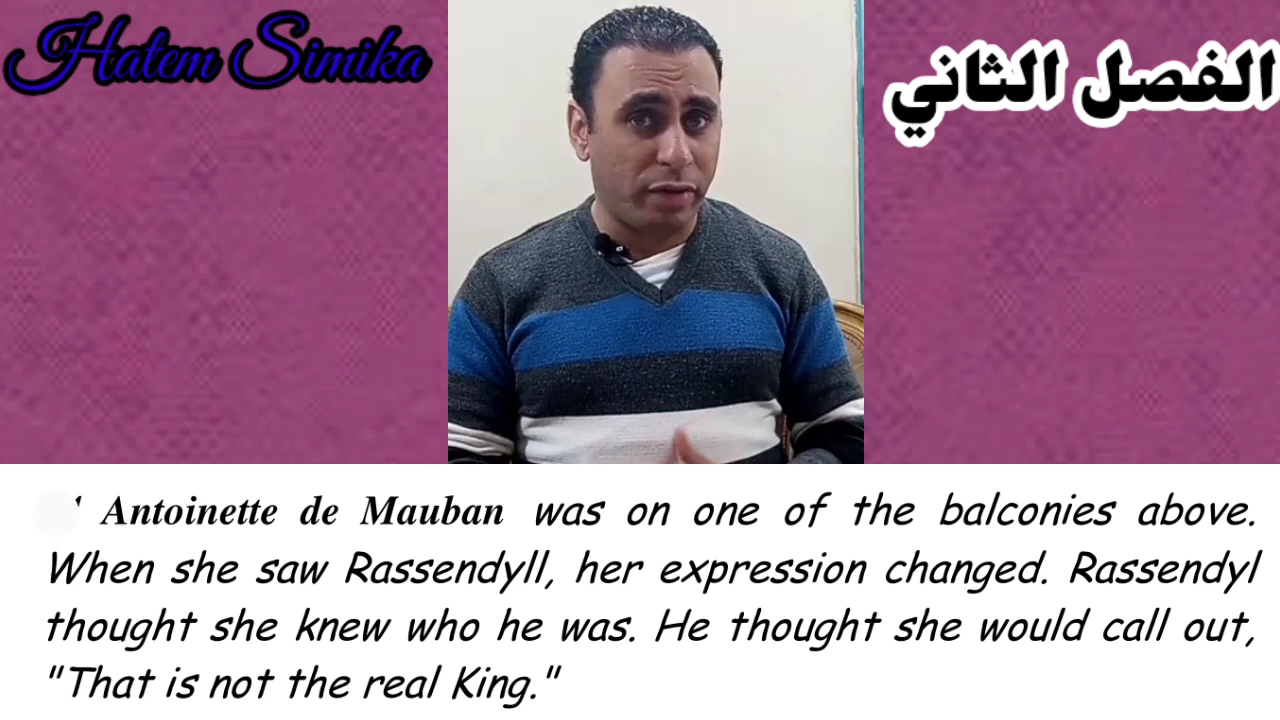 Hatem Simika
الفصل الثاني
Antoinette de Mauban was on one of the balconies above.
When she saw Rassendyll, her expression changed. Rassendyl
thought she knew who he was. He thought she would call out,
"That is not the real King."